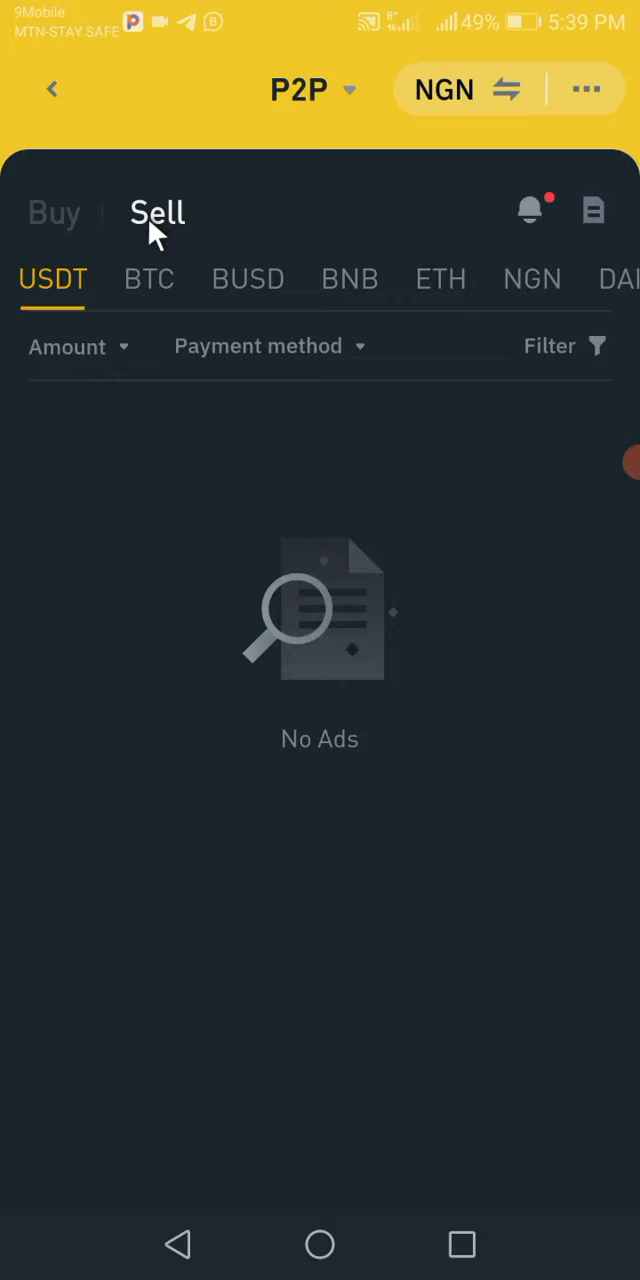 9Mobile
MTN-STAY SAFE
49%
5:39 PM
P2P
NGN
Buy
Sell
USDT BTC BUSD BNB ETH NGN DAI
Amount
Payment method
Filter
No Ads